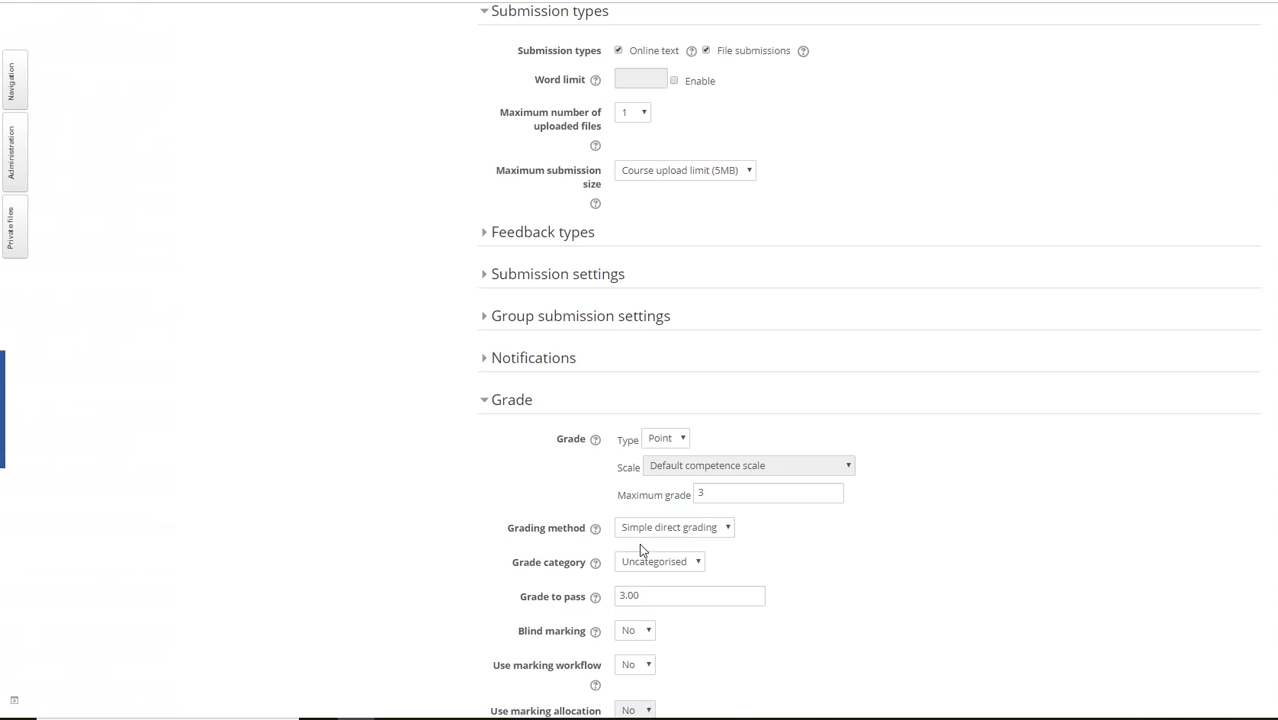 Submission types
Submission types Online text File submissions
Word limit Enable
Maximum number of
uploaded files
1
Maximum submission
size
Course upload limit (5MB)
Feedback types
Submission settings
Group submission settings
Notifications
Grade
Grade Type Point
Scale Default competence scale
Maximum grade 3
Grading method Simple direct grading
Grade category Uncategorised
Grade to pass 3.00
Blind marking No
Use marking workflow No
Use marking allocation No
Navigation
Administration
Private files